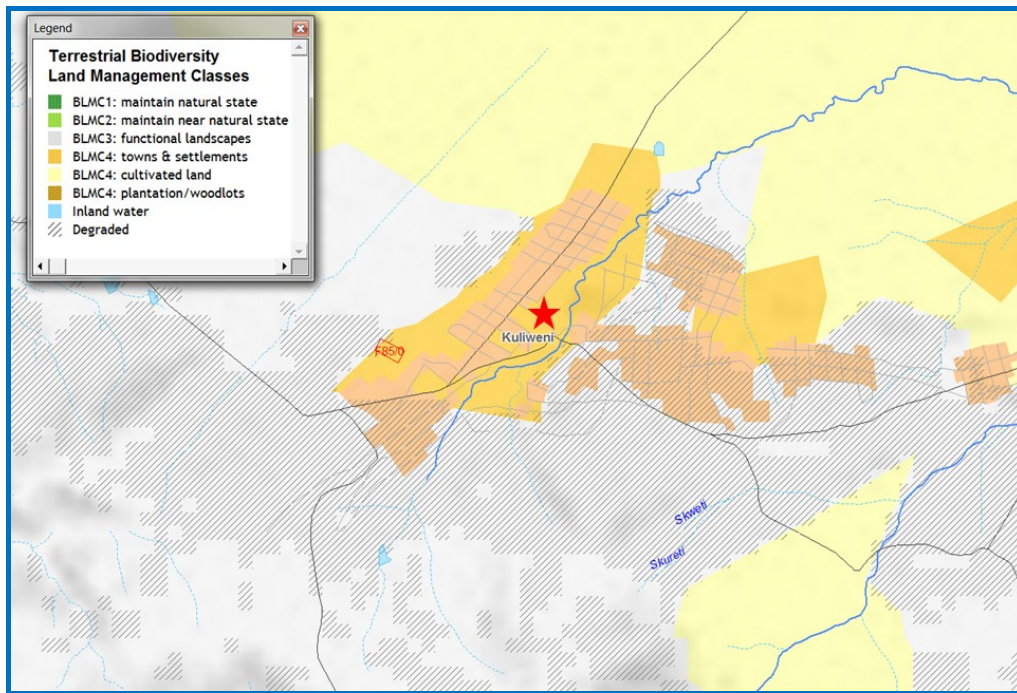 Legend
Terrestrial Biodiversity
Land Management Classes
BLMC1: maintain natural state
BLMC2: maintain near natural state
BLMC3: functional landscapes
BLMC4: towns & settlements
BLMC4: cultivated land
BLMC4: plantation/woodlots
Inland water
Degraded
Kuliweni
F85/0
Skweti
Skureti